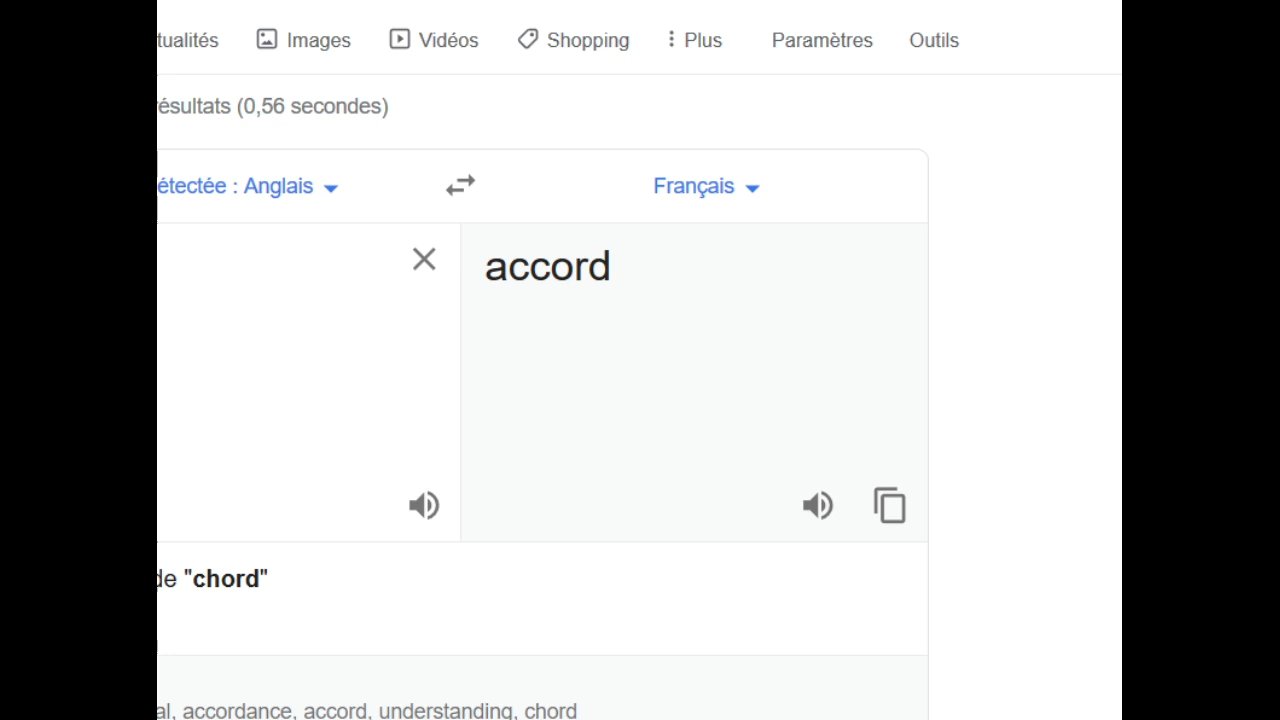 tualités Images Vidéos Shopping Plus Paramètres Outils
résultats (0,56 secondes)
étectée : Anglais Français
accord
de "chord"
al, accordance, accord, understanding, chord